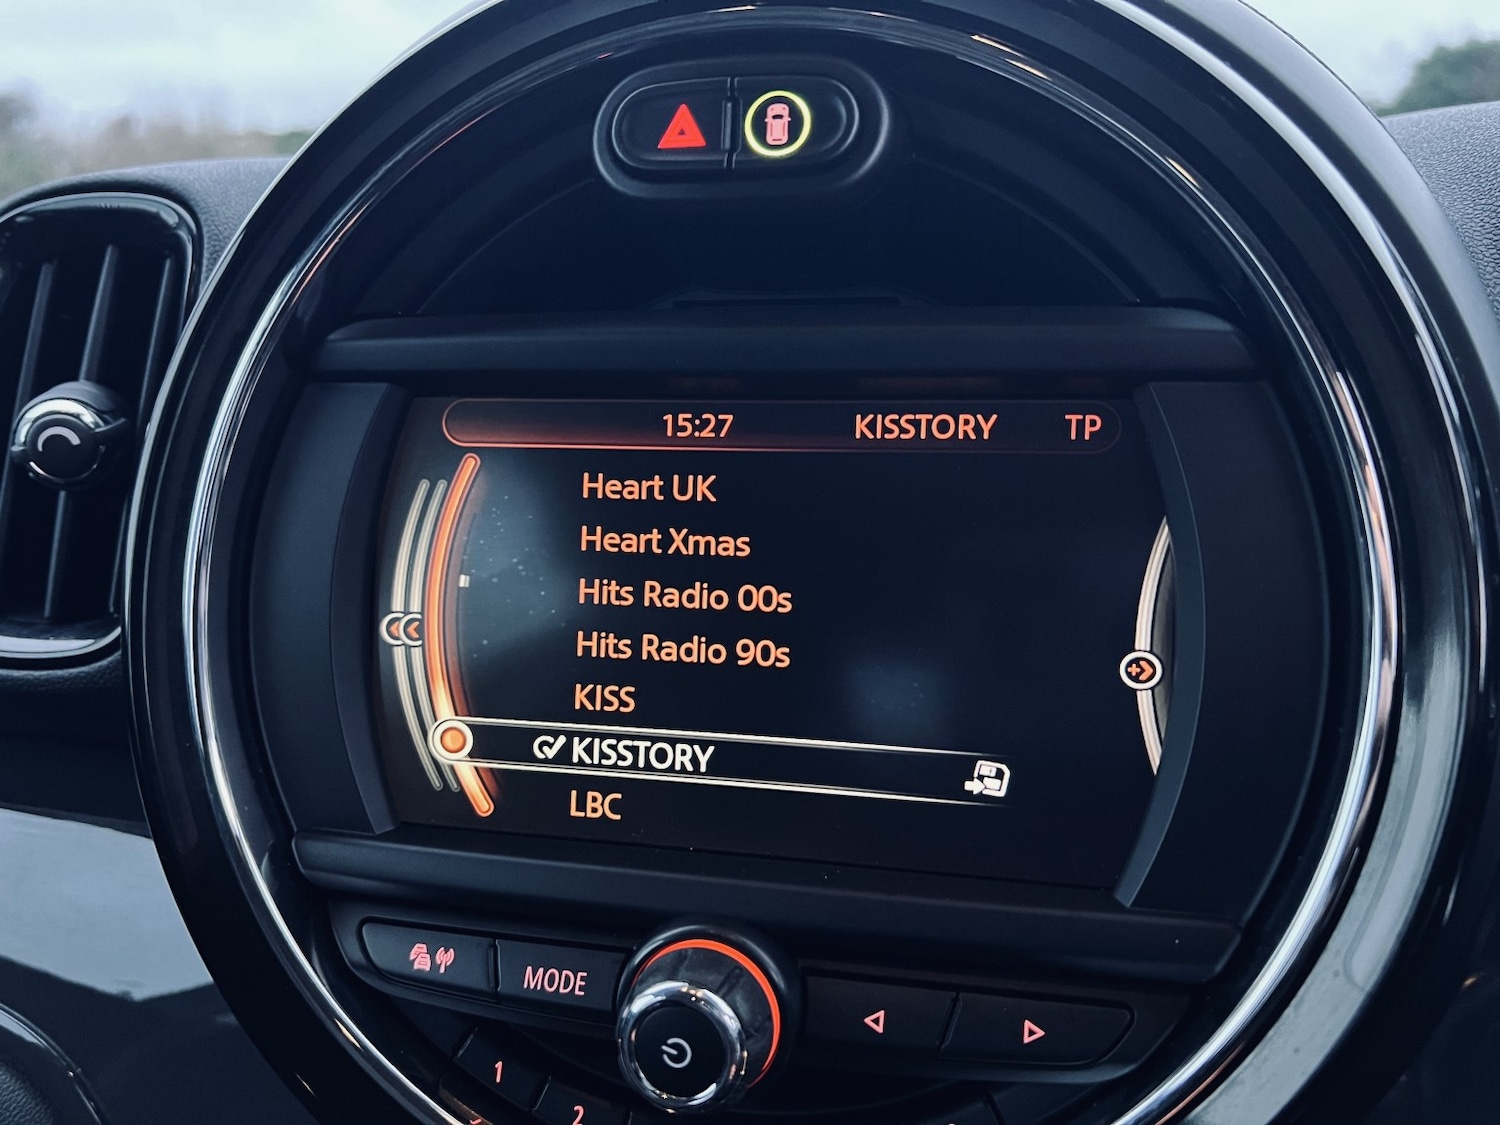 15:27 KISSTORY TP
Heart UK
Heart Xmas
Hits Radio 00s
Hits Radio 90s
KISS
KISSTORY
LBC
MODE
1
2